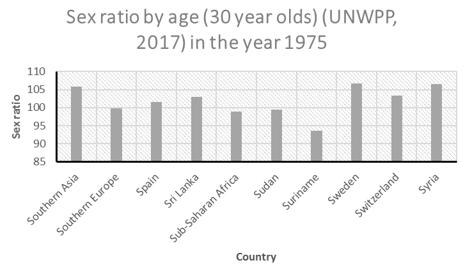 Sex ratio by age (30 year olds) (UNWPP,
2017) in the year 1975
110
105
100
95
90
85
Sex ratio
Southern Asia
Southern Europe
Spain
Sri Lanka
Sub-Saharan Africa
Sudan
Suriname
Sweden
Switzerland
Syria
Country